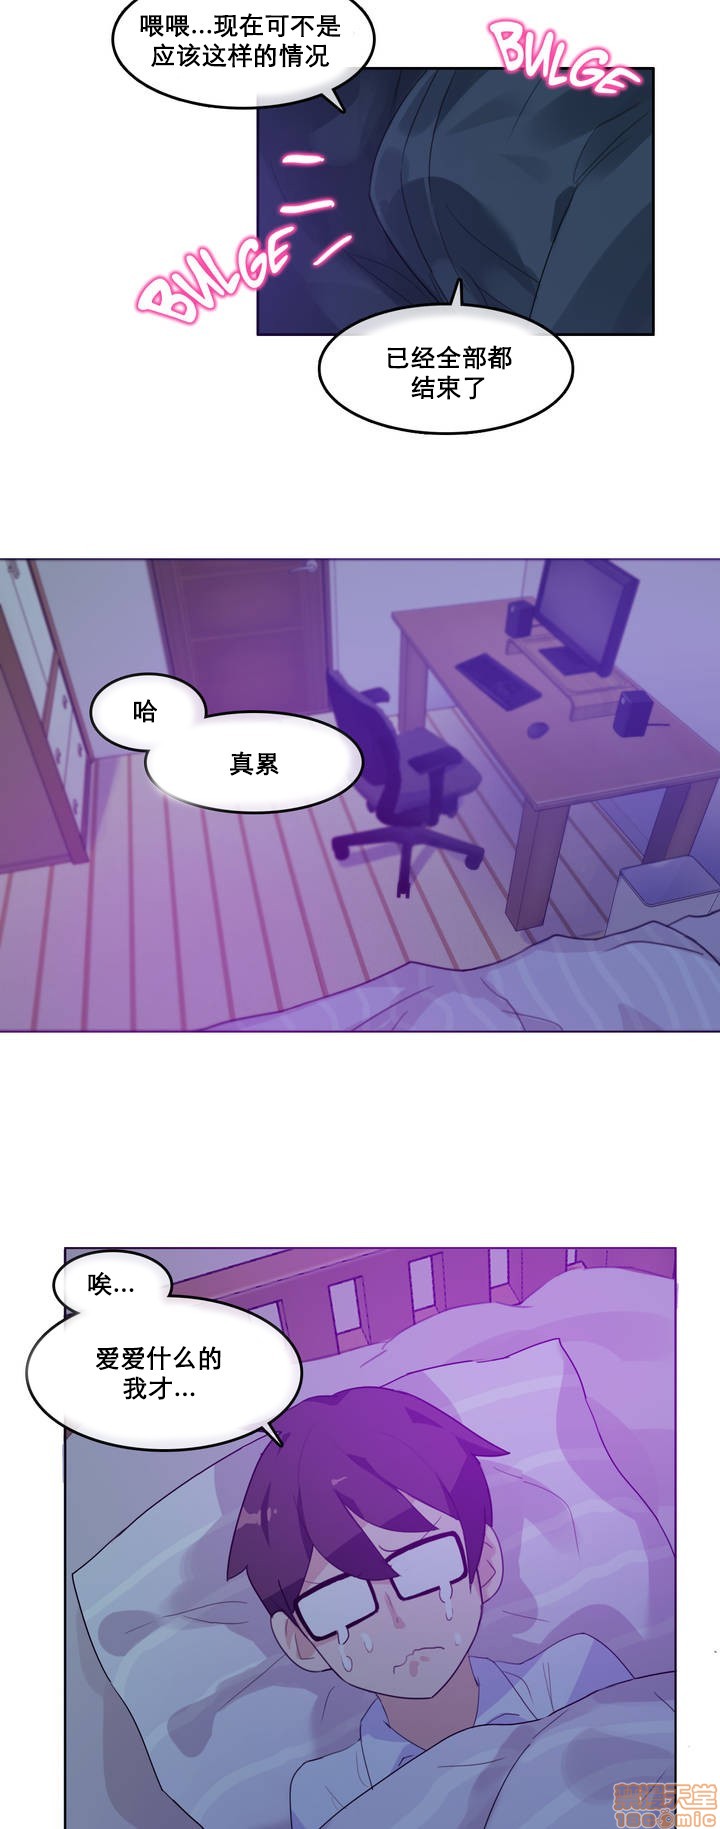 喂喂…现在可不是
应该这样的情况
BULGE
BULGE
已经全部都
结束了
哈
真累
唉…
爱爱什么的
我才…
100Comic